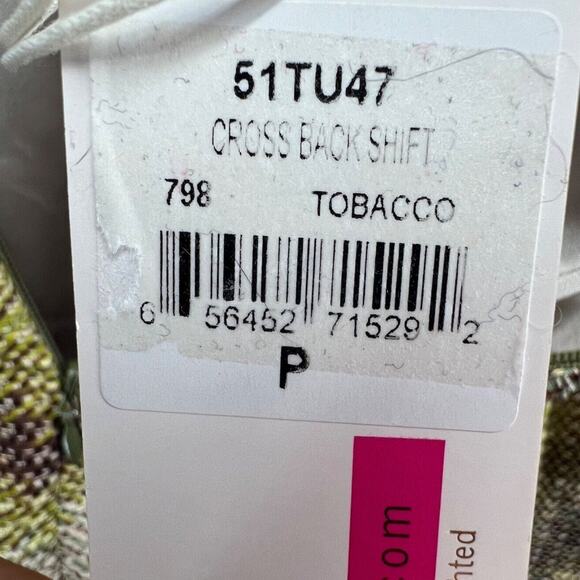 51TU47
CROSS BACK SHIFT
798 TOBACCO
6 56452 71529 2
P
com
nted